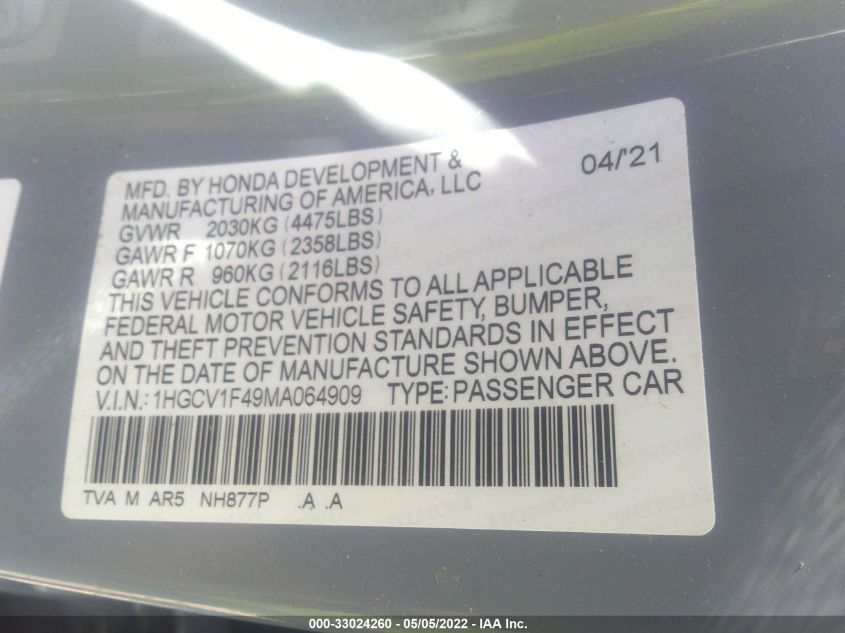 MFD. BY HONDA DEVELOPMENT & 04/'21
MANUFACTURING OF AMERICA, LLC
GVWR 2030KG (4475LBS)
GAWR F 1070KG (2358LBS)
GAWR R 960KG (2116LBS)
THIS VEHICLE CONFORMS TO ALL APPLICABLE
FEDERAL MOTOR VEHICLE SAFETY, BUMPER,
AND THEFT PREVENTION STANDARDS IN EFFECT
ON THE DATE OF MANUFACTURE SHOWN ABOVE.
V.I.N.: 1HGCV1F49MA064909 TYPE: PASSENGER CAR
TVA M AR5 NH877P .A .A
000-33024260 - 05/05/2022 - IAA Inc.